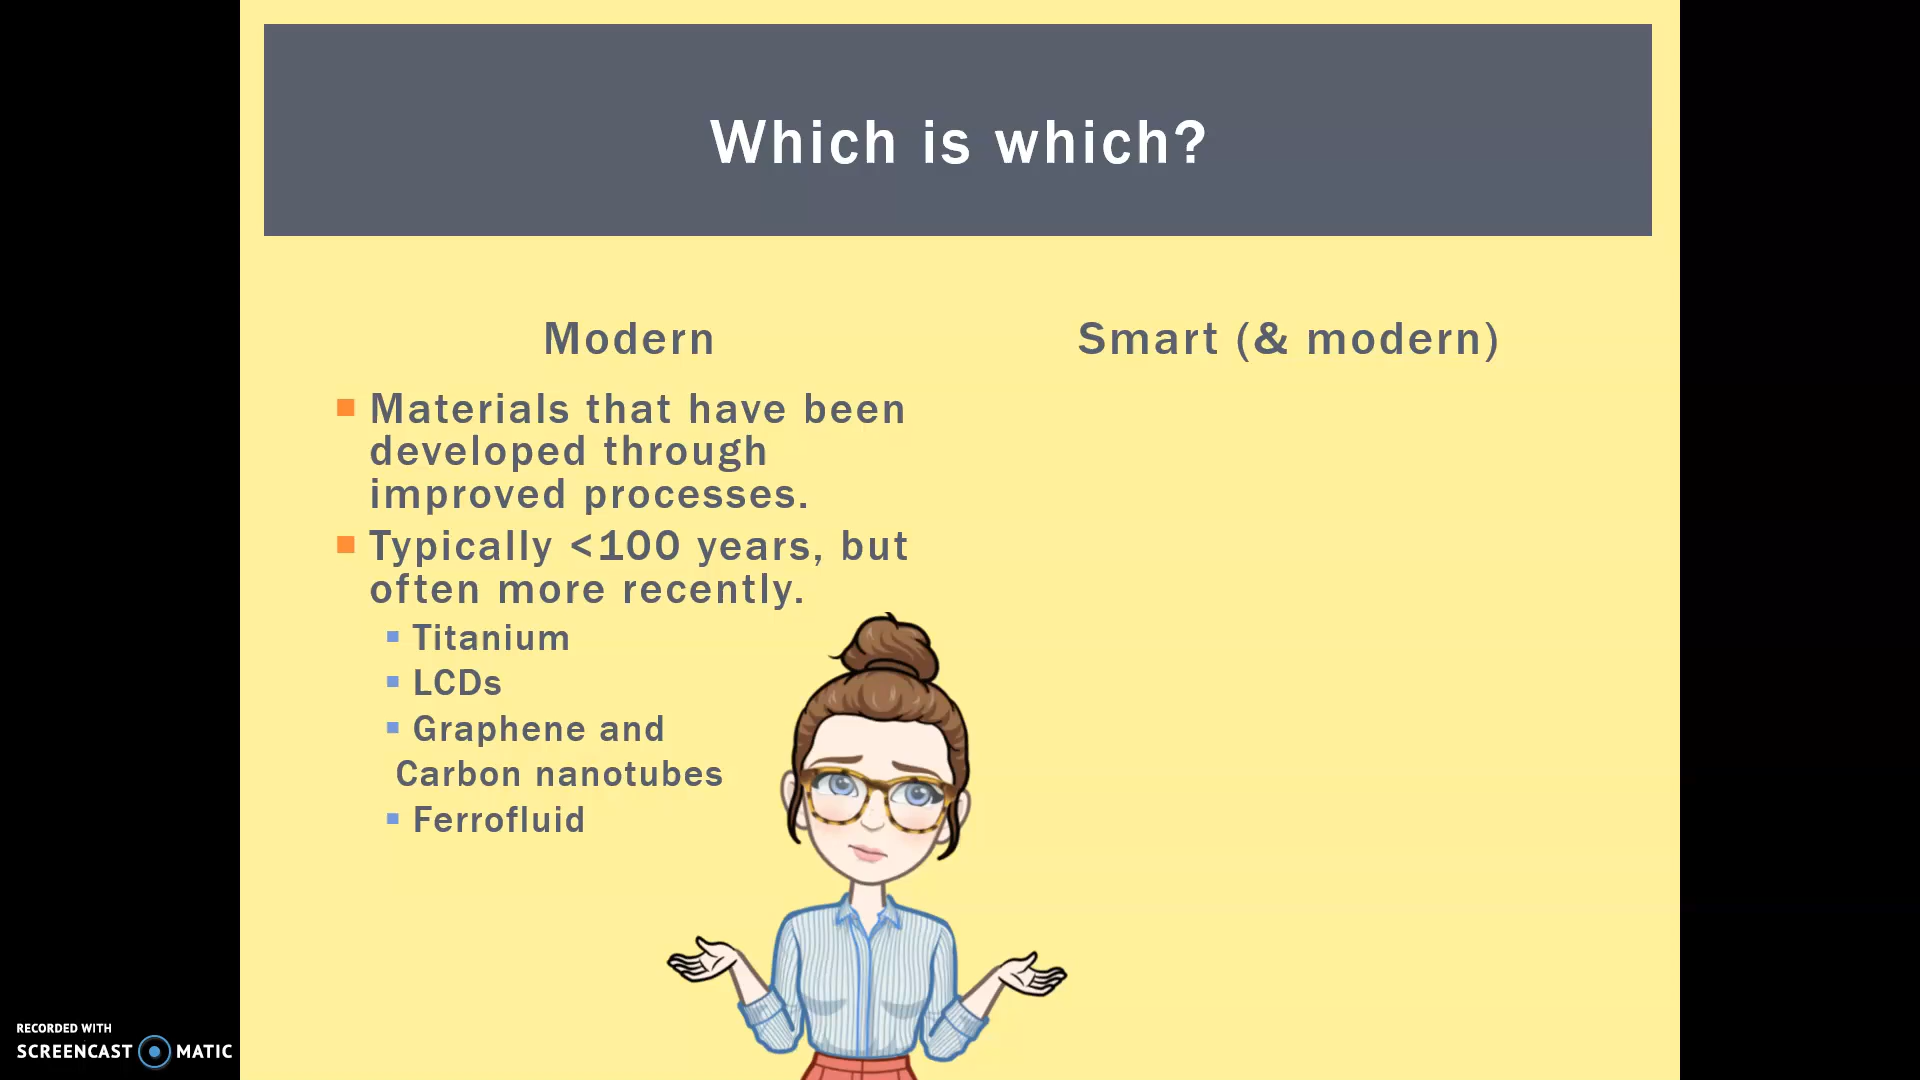 Which is which?
Modern
Smart (& modern)
Materials that have been
developed through
improved processes.
Typically <100 years, but
often more recently.
Titanium
LCDs
Graphene and
Carbon nanotubes
Ferrofluid
RECORDED WITH
SCREENCAST MATIC